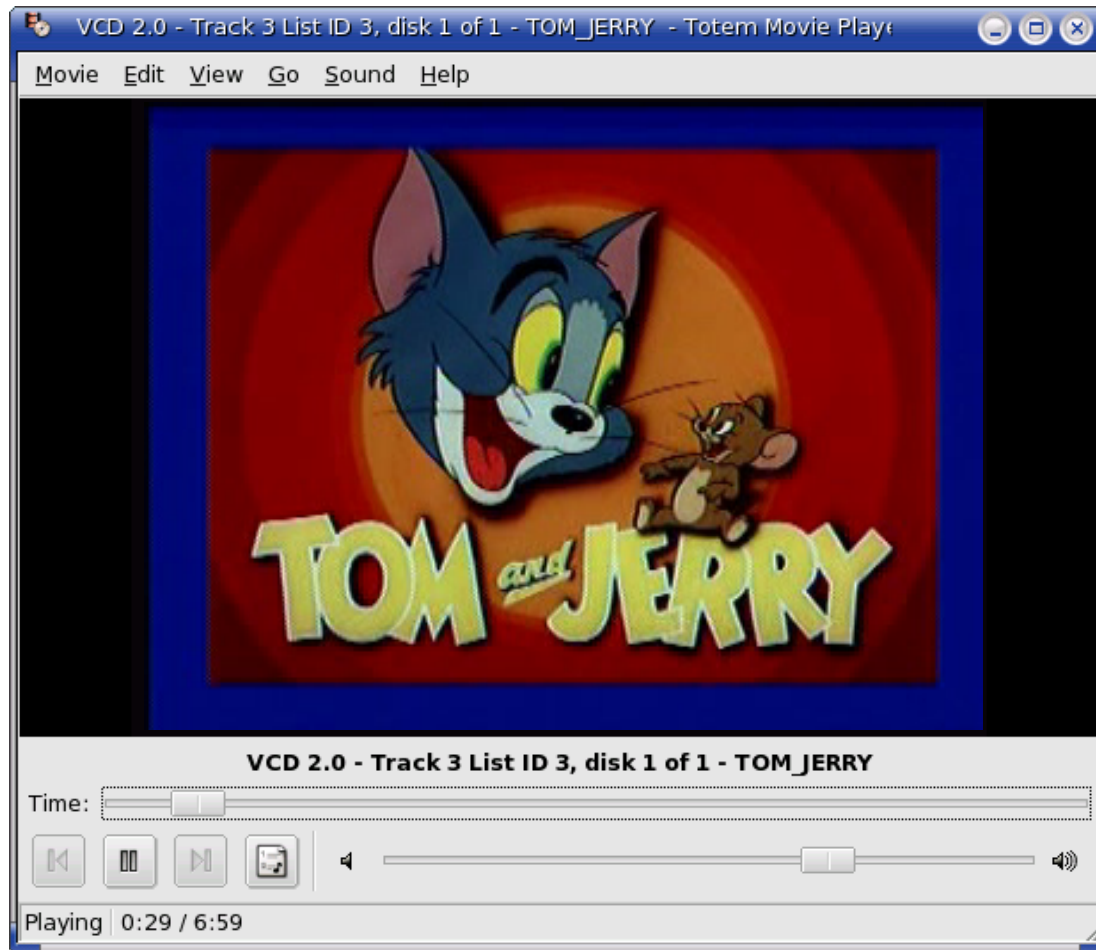 VCD 2.0 - Track 3 List ID 3, disk 1 of 1 - TOM_JERRY - Totem Movie Playe
Movie Edit View Go Sound Help
TOM and JERRY
VCD 2.0 - Track 3 List ID 3, disk 1 of 1 - TOM_JERRY
Time:
Playing 0:29 / 6:59